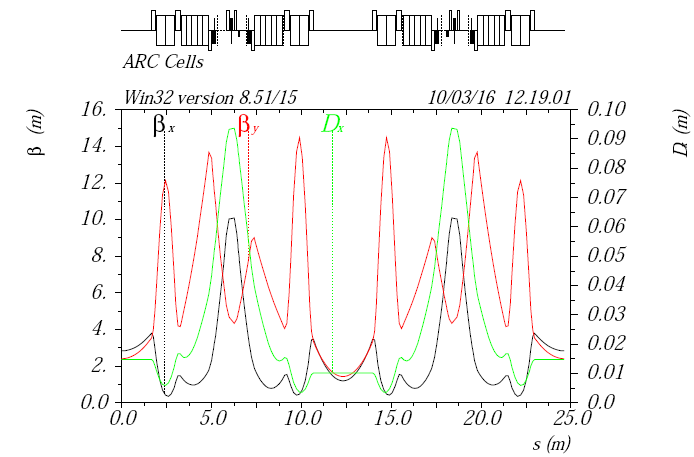 ARC Cells
Win32 version 8.51/15 10/03/16 12.19.01
β (m)
D (m)
βx βy Dx
16. 0.10
14. 0.09
0.08
12. 0.07
10. 0.06
8. 0.05
6. 0.04
4. 0.03
0.02
2. 0.01
0.0 0.0
0.0 5.0 10.0 15.0 20.0 25.0
s (m)